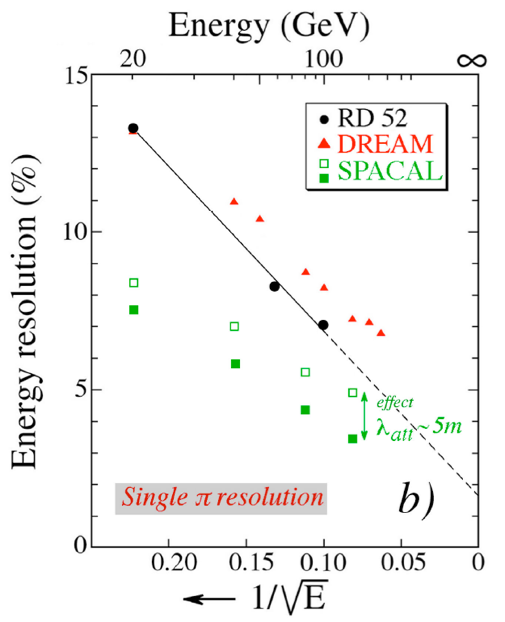 Energy (GeV)
20 100 ∞
15
10
5
0
Energy resolution (%)
RD 52
DREAM
SPACAL
effect
λatt ~ 5m
Single π resolution
b)
0.20 0.15 0.10 0.05 0
← 1/√E